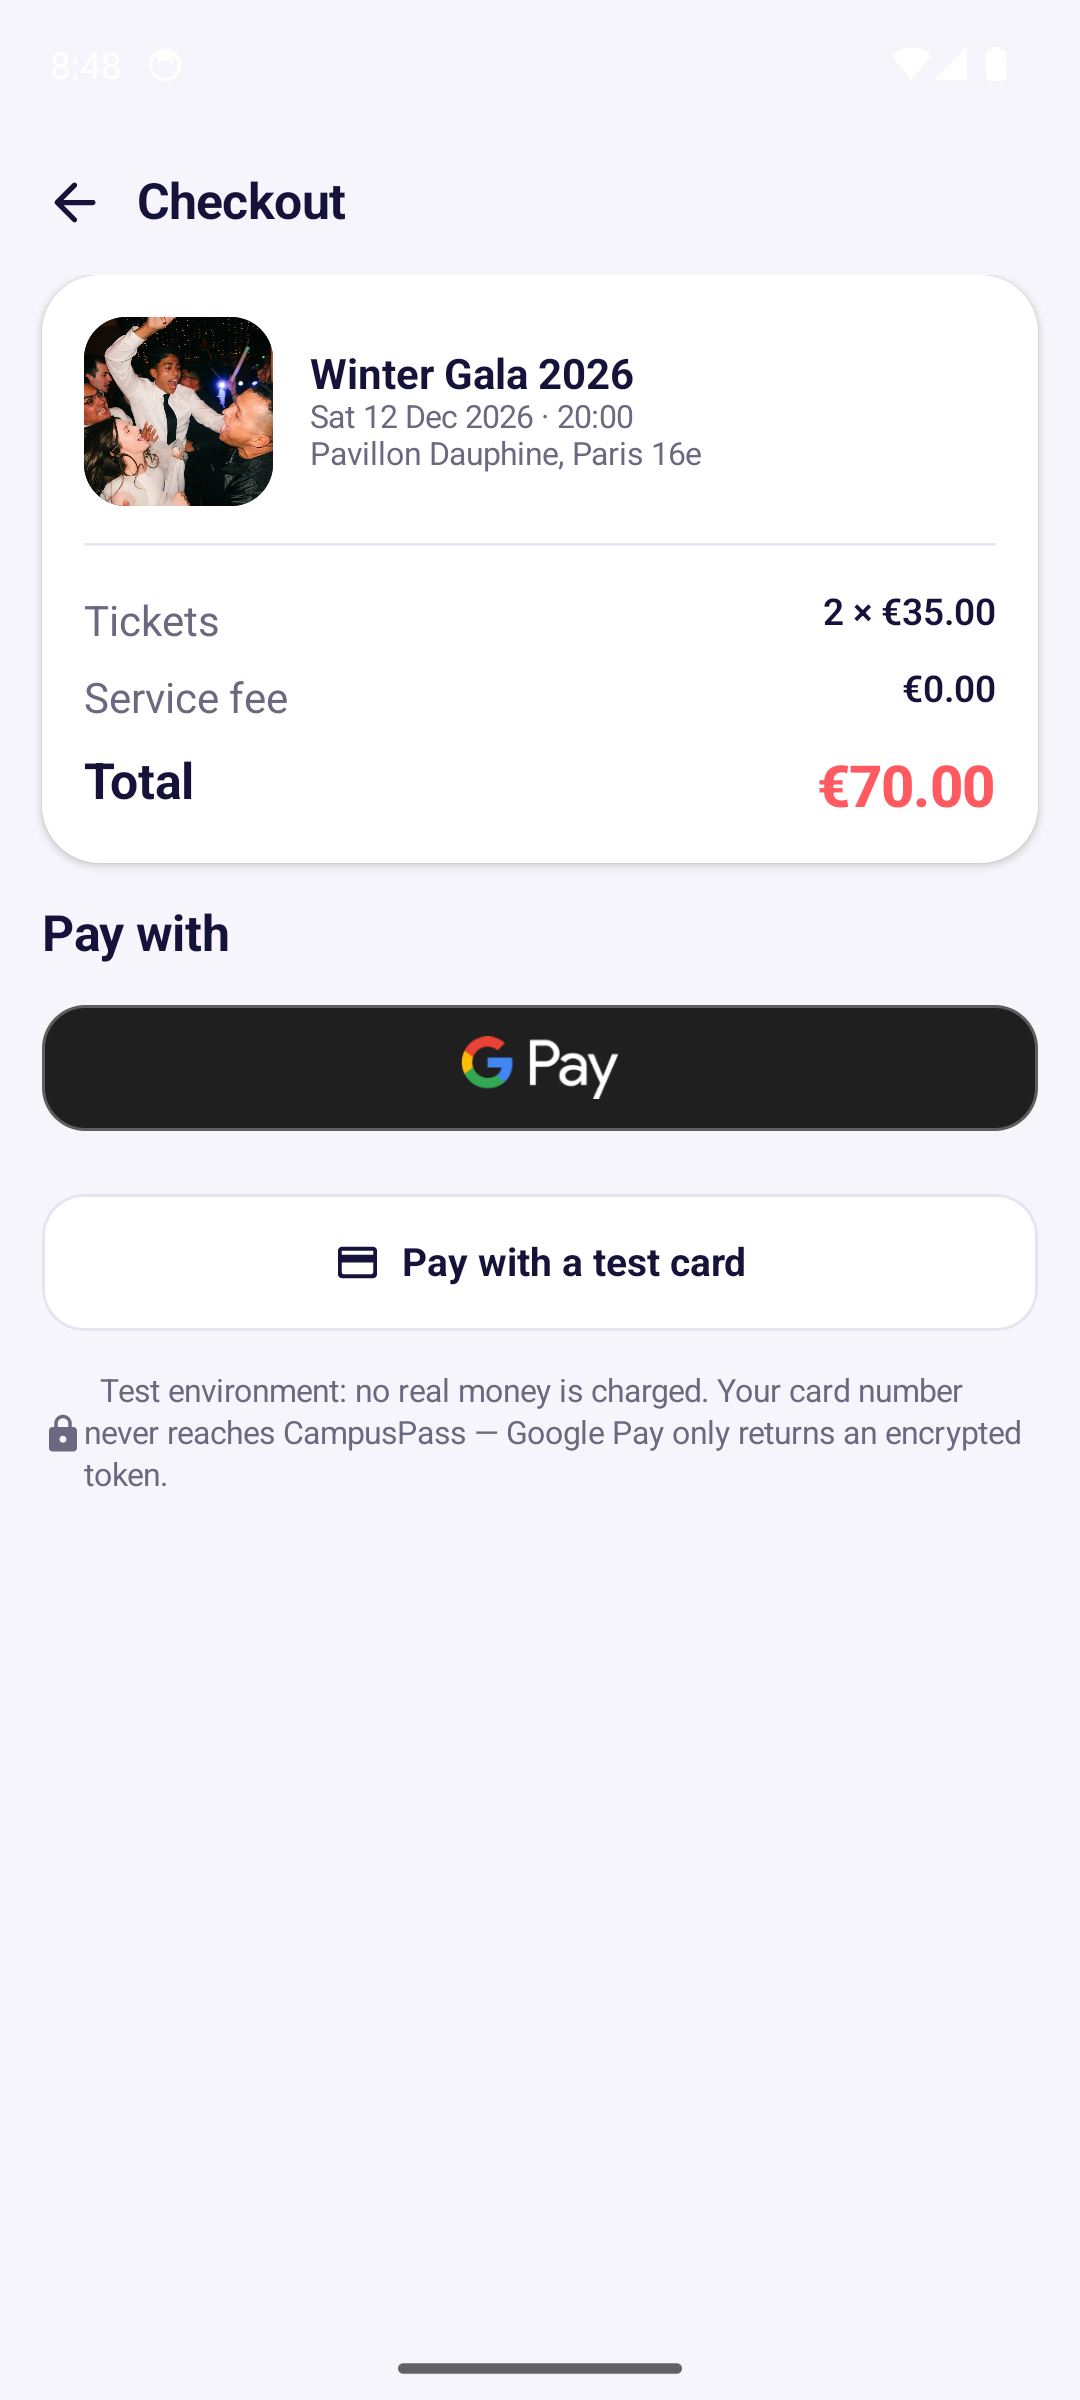 8:48
Checkout
Winter Gala 2026
Sat 12 Dec 2026 · 20:00
Pavillon Dauphine, Paris 16e
Tickets 2 × €35.00
Service fee €0.00
Total €70.00
Pay with
G Pay
Pay with a test card
Test environment: no real money is charged. Your card number
never reaches CampusPass — Google Pay only returns an encrypted
token.